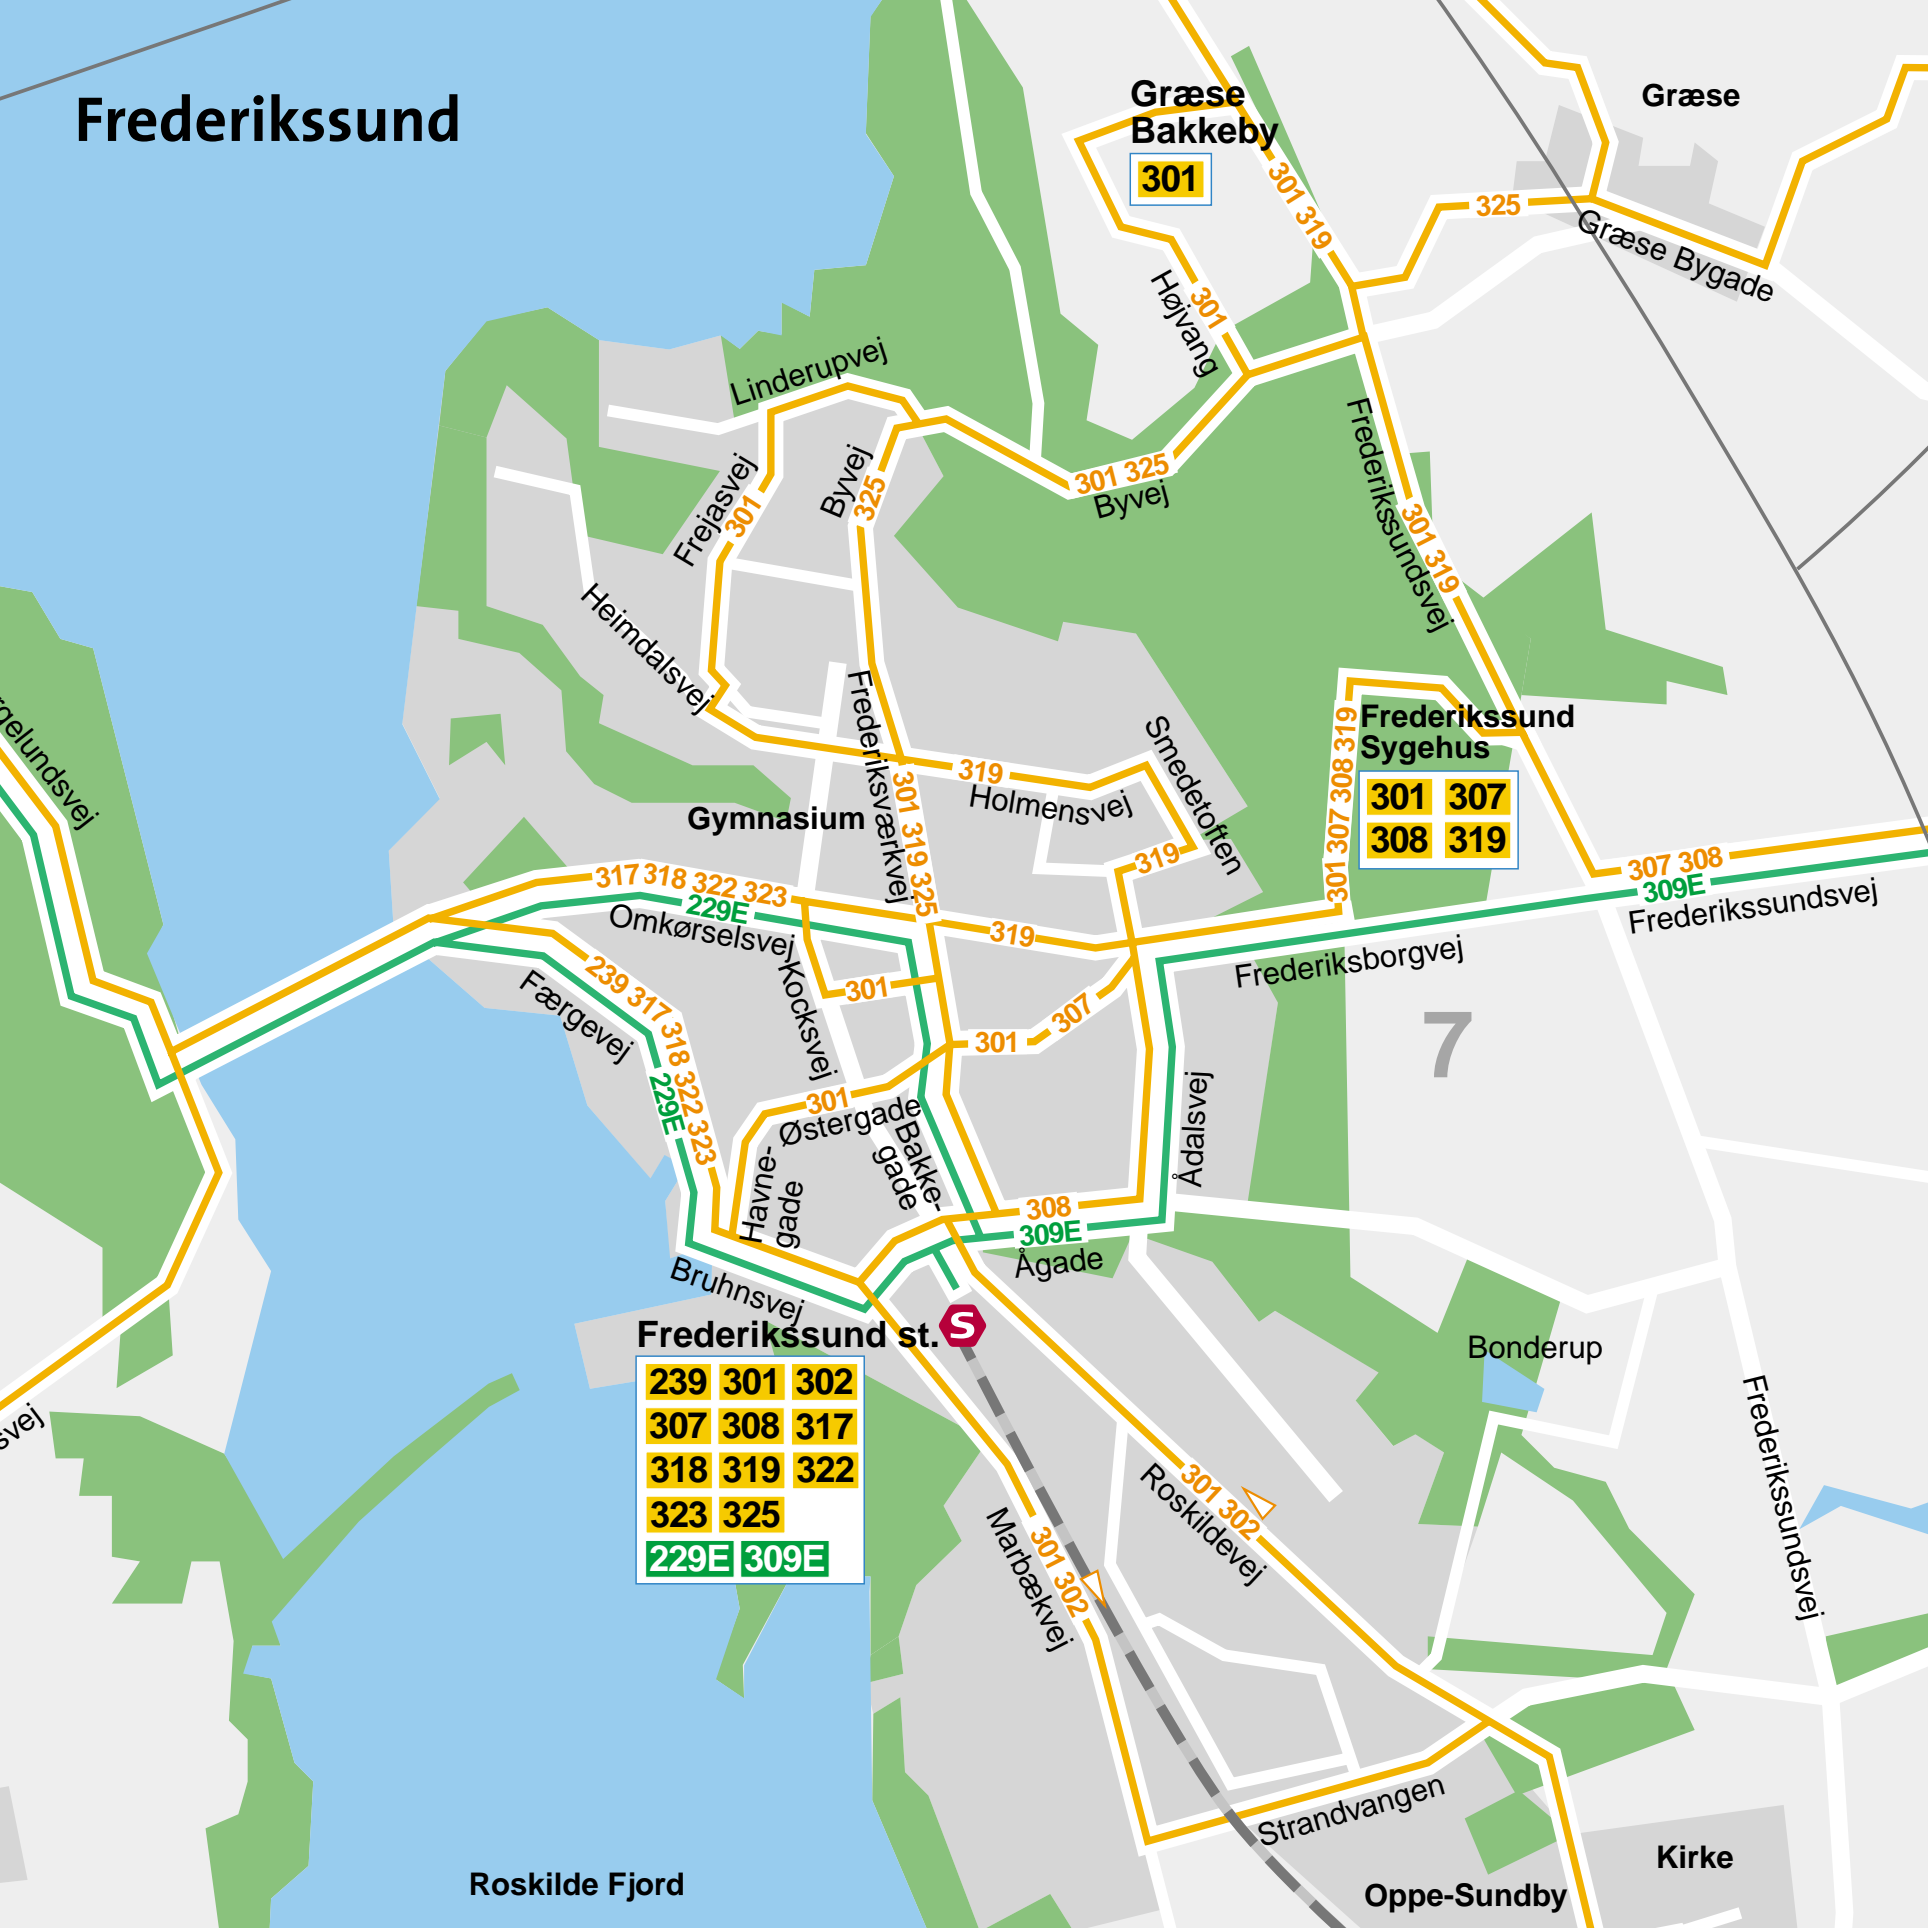 Frederikssund
Græse
Bakkeby
301
Græse
301 319
325
Græse Bygade
Højvang
301
Linderupvej
Frejasvej
301
Byvej
325
301 325
Byvej
Frederikssundsvej
301 319
Heimdalsvej
Frederiksværkvej
301 319 325
319
Holmensvej
Smedetoften
319
301 307 308 319
Frederikssund
Sygehus
301 307
308 319
Gymnasium
317 318 322 323
229E
Omkørselsvej
319
307 308
309E
Frederikssundsvej
Frederiksborgvej
239 317 318 322 323
229E
Færgevej
Kocksvej
301
301
307
7
301
Østergade
Bakke-
gade
Havne-
gade
Ådalsvej
308
309E
Ågade
Bruhnsvej
Frederikssund st.
S
239 301 302
307 308 317
318 319 322
323 325
229E 309E
Bonderup
Frederikssundsvej
301 302
Roskildevej
301 302
Marbækvej
Strandvangen
Kirke
Oppe-Sundby
Roskilde Fjord